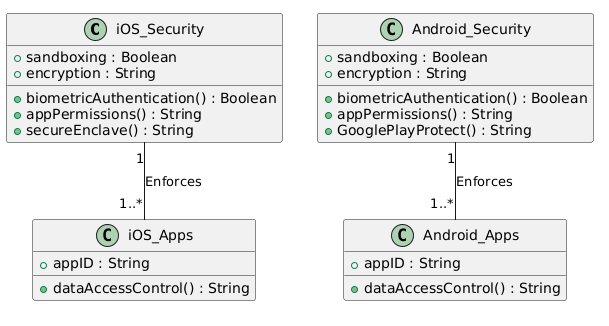 C iOS_Security
sandboxing : Boolean
encryption : String
biometricAuthentication() : Boolean
appPermissions() : String
secureEnclave() : String
1
Enforces
1..*
C iOS_Apps
appID : String
dataAccessControl() : String
C Android_Security
sandboxing : Boolean
encryption : String
biometricAuthentication() : Boolean
appPermissions() : String
GooglePlayProtect() : String
1
Enforces
1..*
C Android_Apps
appID : String
dataAccessControl() : String